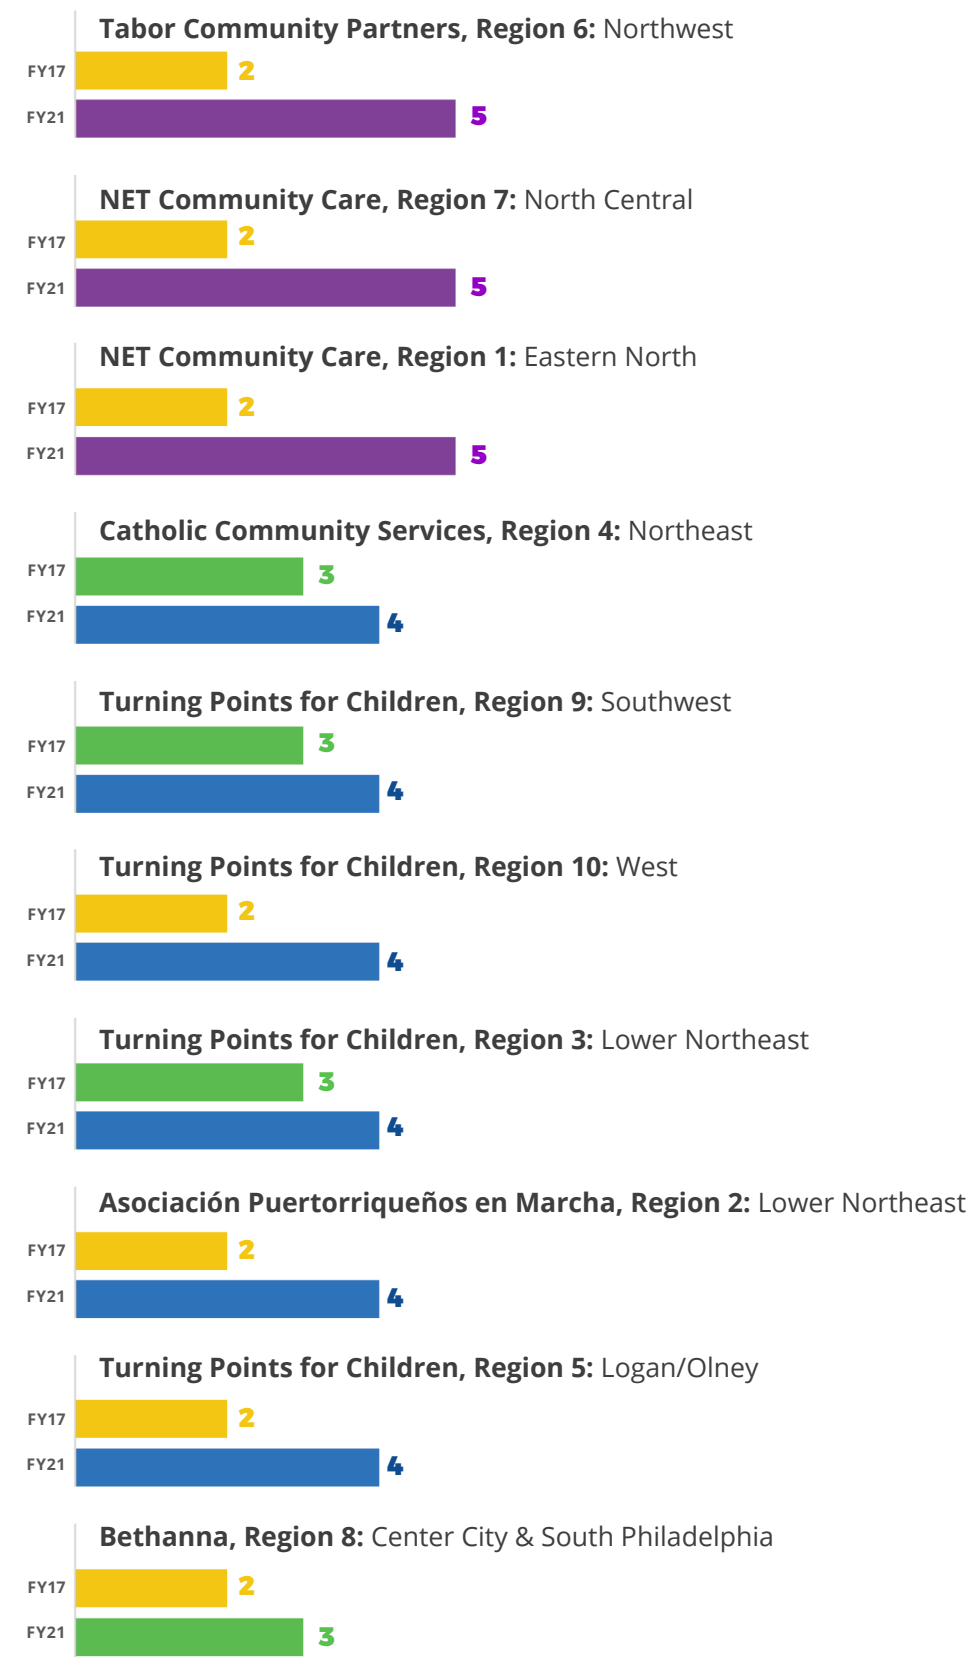 Tabor Community Partners, Region 6: Northwest
FY17 2
FY21 5
NET Community Care, Region 7: North Central
FY17 2
FY21 5
NET Community Care, Region 1: Eastern North
FY17 2
FY21 5
Catholic Community Services, Region 4: Northeast
FY17 3
FY21 4
Turning Points for Children, Region 9: Southwest
FY17 3
FY21 4
Turning Points for Children, Region 10: West
FY17 2
FY21 4
Turning Points for Children, Region 3: Lower Northeast
FY17 3
FY21 4
Asociación Puertorriqueños en Marcha, Region 2: Lower Northeast
FY17 2
FY21 4
Turning Points for Children, Region 5: Logan/Olney
FY17 2
FY21 4
Bethanna, Region 8: Center City & South Philadelphia
FY17 2
FY21 3